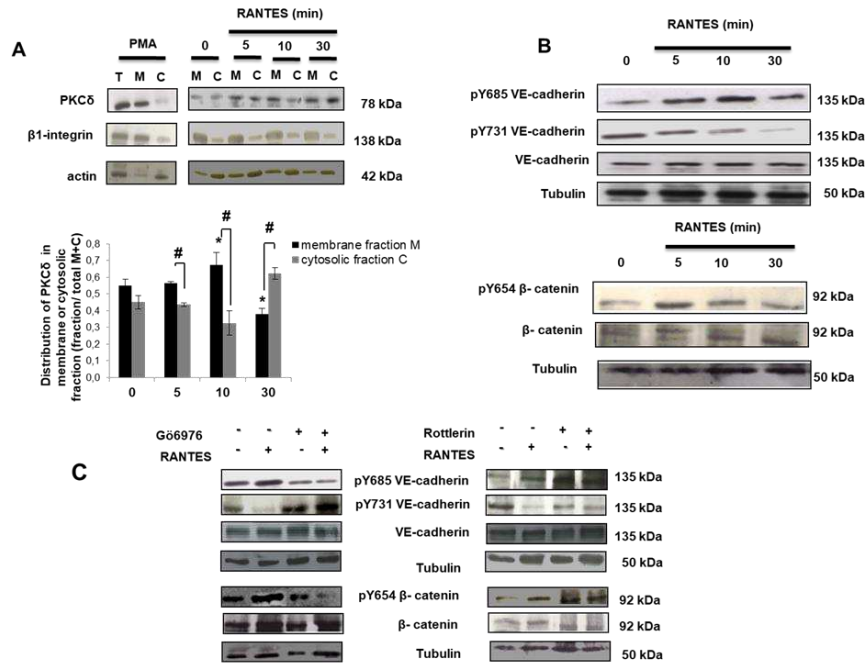 A
RANTES (min)
PMA 0 5 10 30
T M C M C M C M C M C
PKCδ 78 kDa
β1-integrin 138 kDa
actin 42 kDa
Distribution of PKCδ in
membrane or cytosolic
fraction (fraction/ total M+C)
0,8
0,7
0,6
0,5
0,4
0,3
0,2
0,1
0,0
# * # * #
membrane fraction M
cytosolic fraction C
0 5 10 30
B
RANTES (min)
0 5 10 30
pY685 VE-cadherin 135 kDa
pY731 VE-cadherin 135 kDa
VE-cadherin 135 kDa
Tubulin 50 kDa
RANTES (min)
0 5 10 30
pY654 β- catenin 92 kDa
β- catenin 92 kDa
Tubulin 50 kDa
C
Gö6976 - - + + Rottlerin - - + +
RANTES - + - + RANTES - + - +
pY685 VE-cadherin 135 kDa
pY731 VE-cadherin 135 kDa
VE-cadherin 135 kDa
Tubulin 50 kDa
pY654 β- catenin 92 kDa
β- catenin 92 kDa
Tubulin 50 kDa